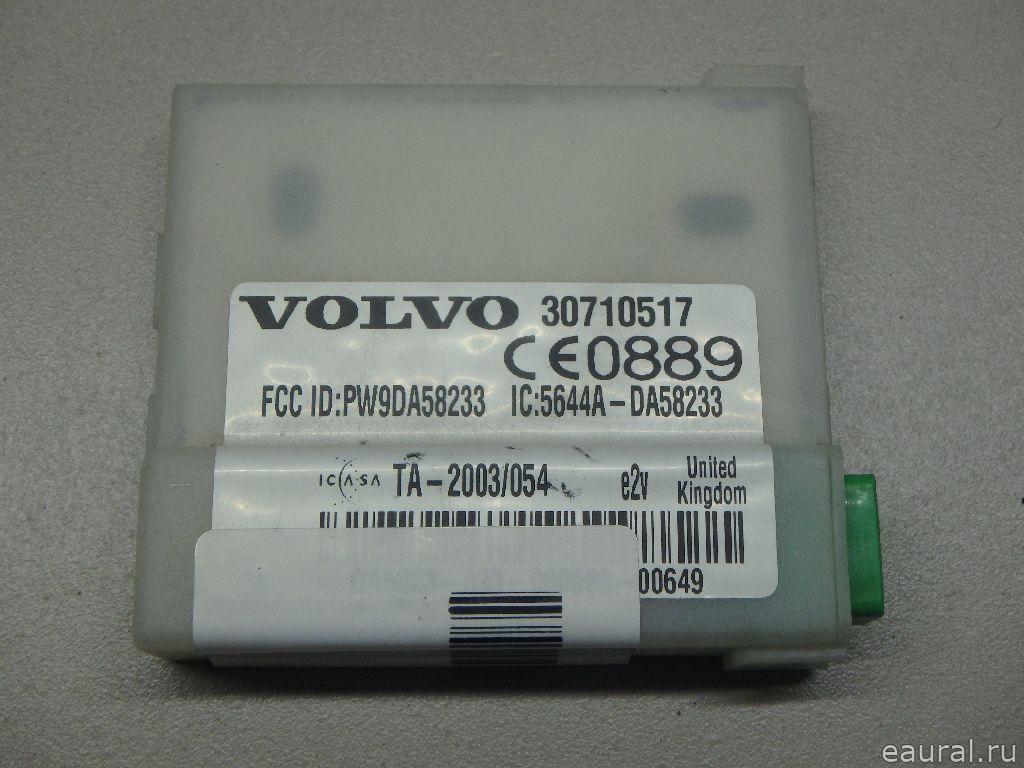 VOLVO 30710517
CE0889
FCC ID:PW9DA58233 IC:5644A-DA58233
ICASA TA-2003/054 e2v United Kingdom
00649
eaural.ru